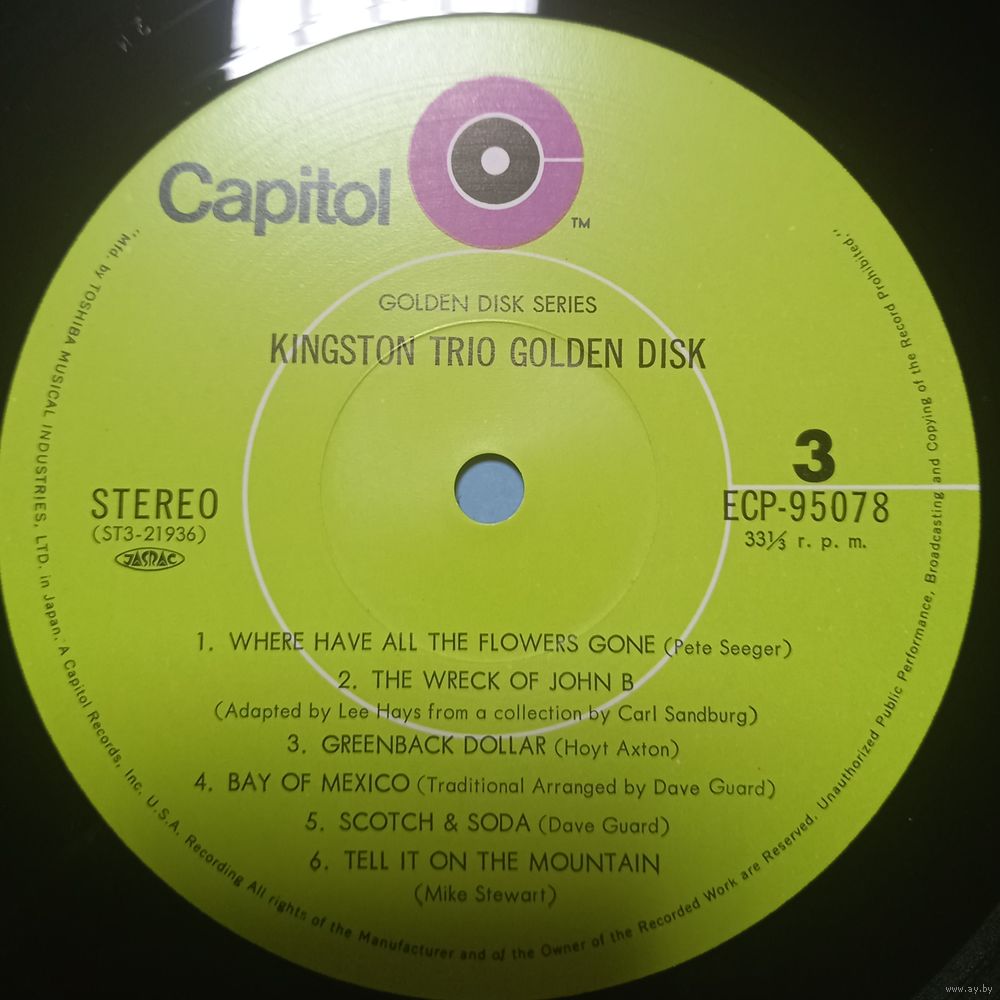 Capitol
TM
GOLDEN DISK SERIES
KINGSTON TRIO GOLDEN DISK
3
STEREO
(ST3-21936)
JASRAC
ECP-95078
33⅓ r. p. m.
1. WHERE HAVE ALL THE FLOWERS GONE (Pete Seeger)
2. THE WRECK OF JOHN B
(Adapted by Lee Hays from a collection by Carl Sandburg)
3. GREENBACK DOLLAR (Hoyt Axton)
4. BAY OF MEXICO (Traditional Arranged by Dave Guard)
5. SCOTCH & SODA (Dave Guard)
6. TELL IT ON THE MOUNTAIN
(Mike Stewart)
"Mfd. by TOSHIBA MUSICAL INDUSTRIES, LTD. in Japan. A Capitol Records, Inc. U.S.A. Recording All rights of the Manufacturer and of the Owner of the Recorded Work are Reserved. Unauthorized Public Performance, Broadcasting and Copying of the Record Prohibited."
www.ay.by